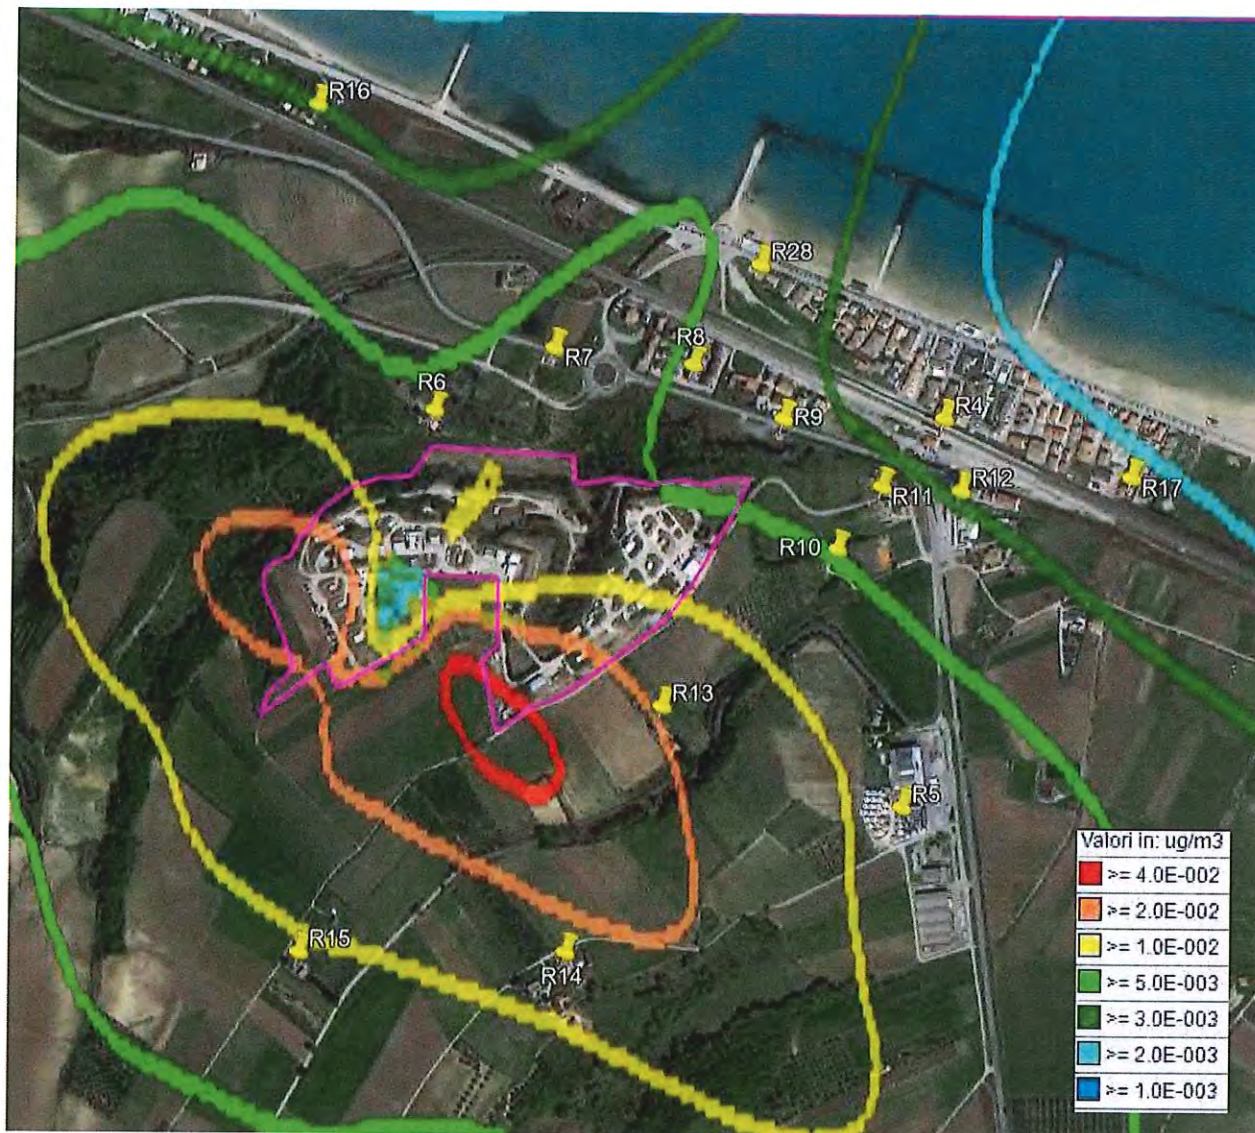 R16
R28
R8
R7
R6
R4
R9
R17
R12
R11
R10
R13
R5
R15
R14
Valori in: ug/m3
>= 4.0E-002
>= 2.0E-002
>= 1.0E-002
>= 5.0E-003
>= 3.0E-003
>= 2.0E-003
>= 1.0E-003